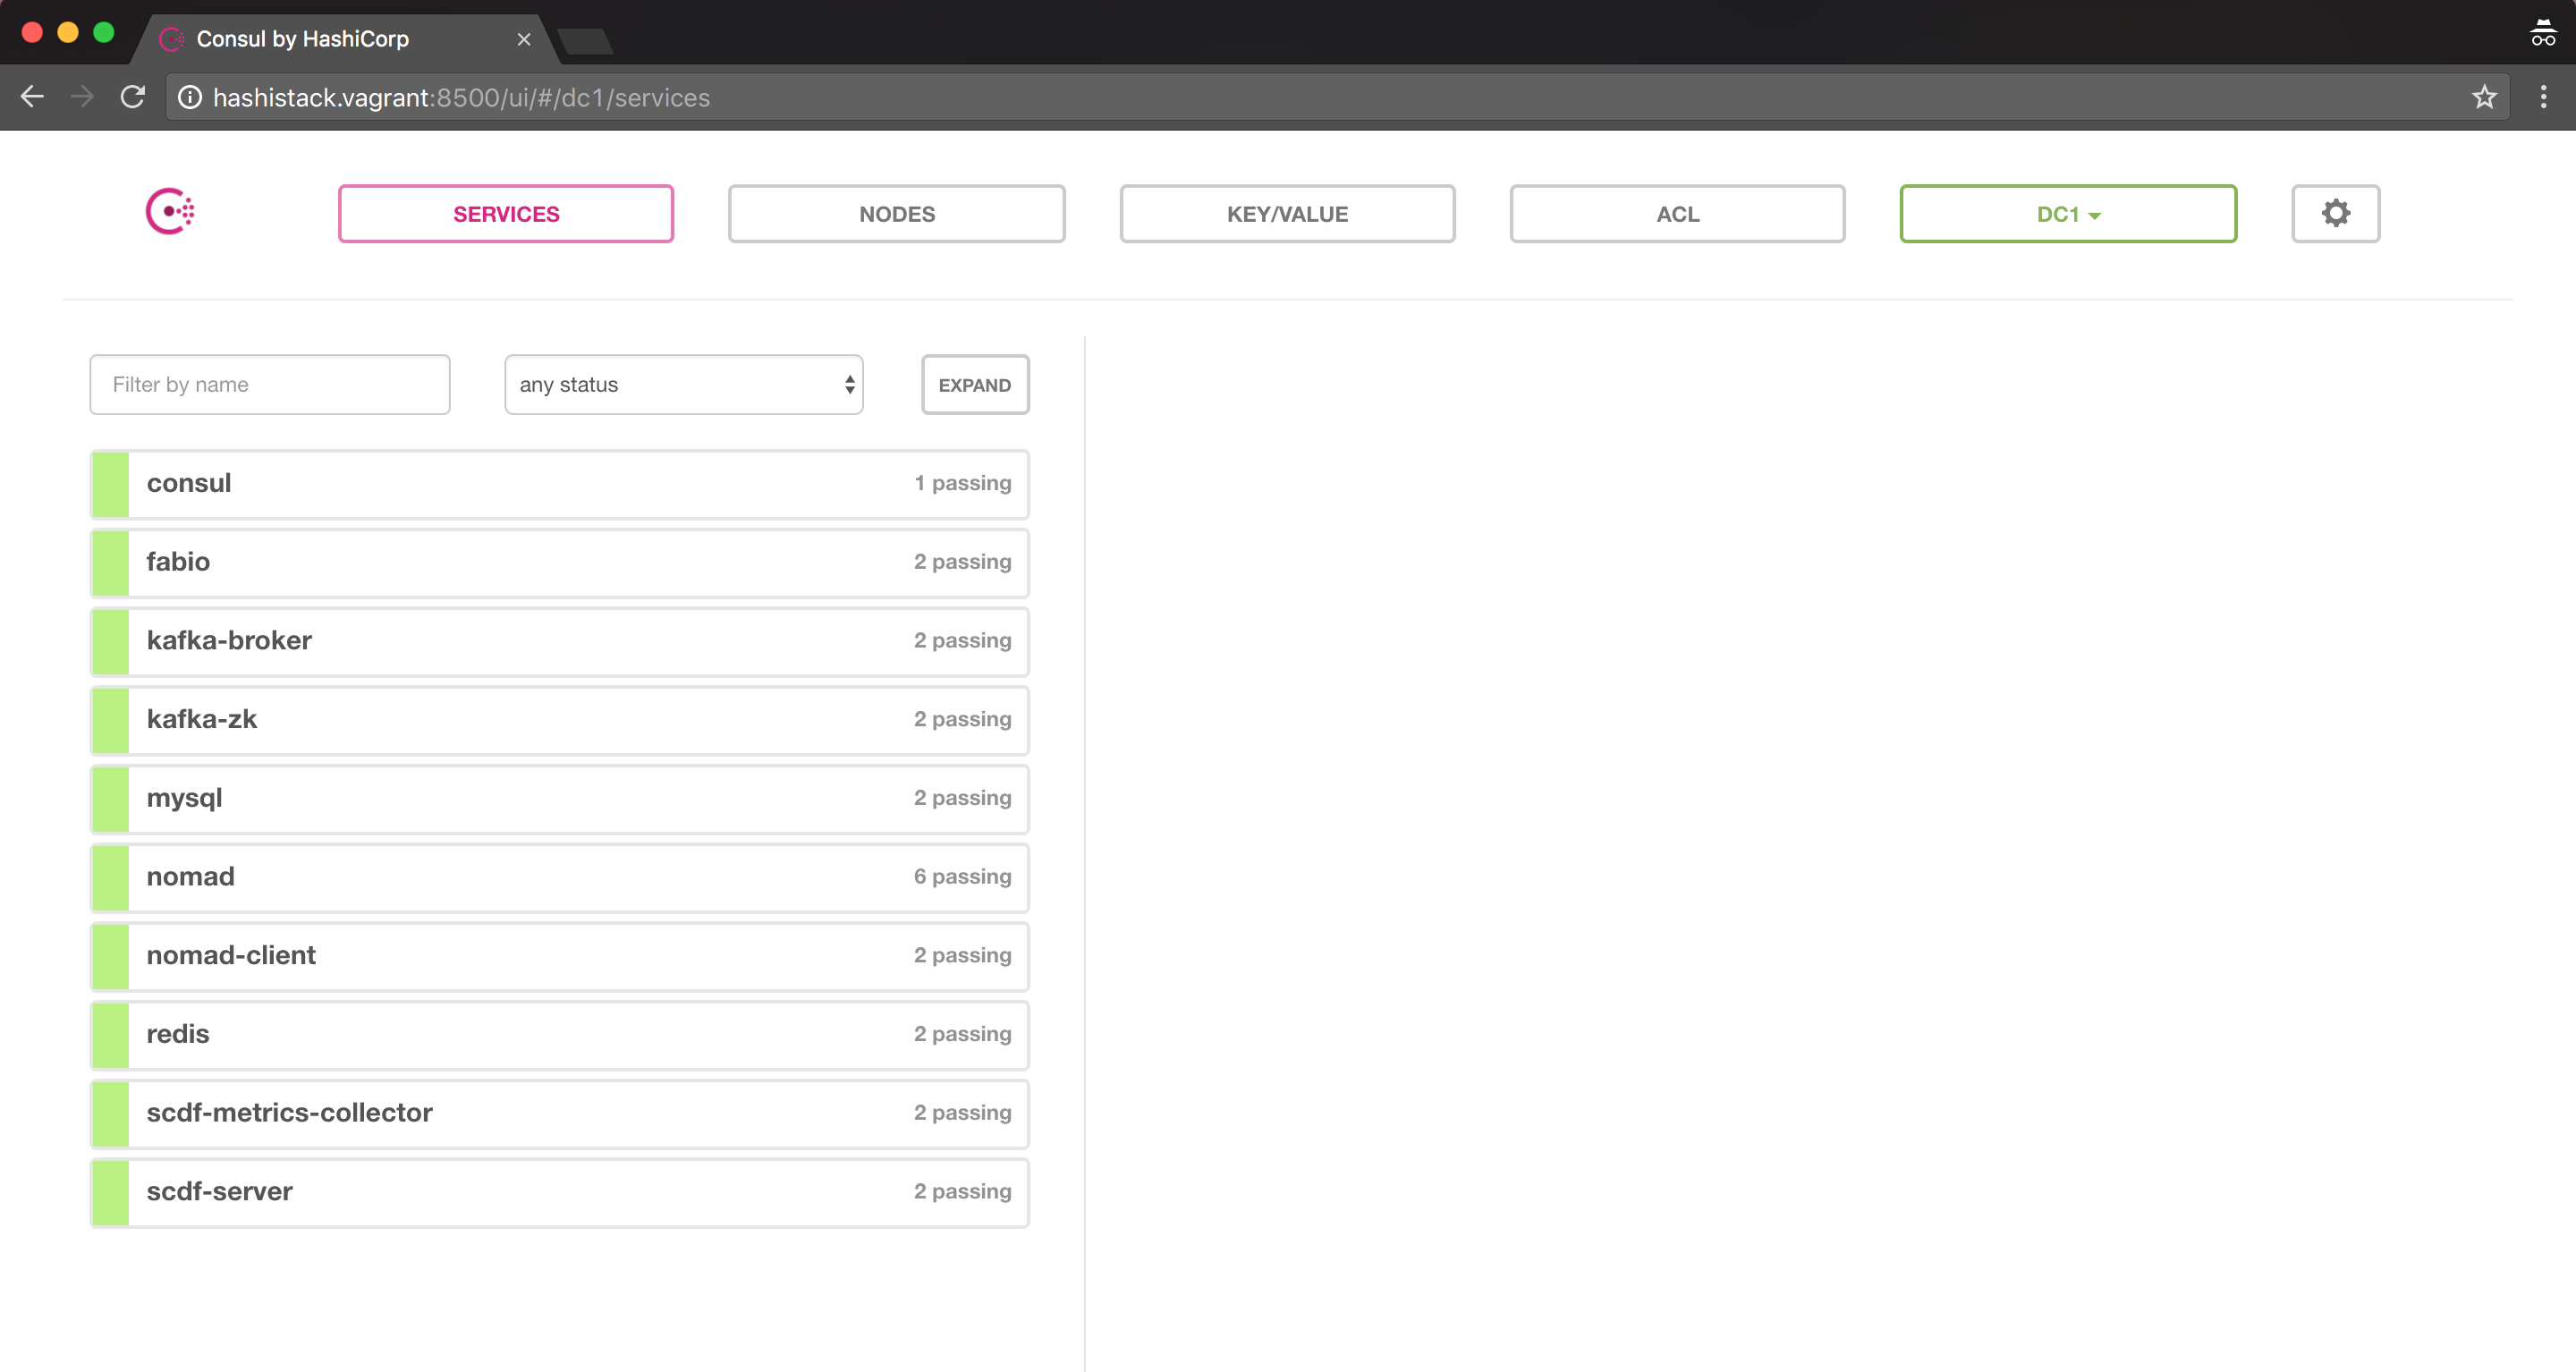 Consul by HashiCorp
hashistack.vagrant:8500/ui/#/dc1/services
SERVICES NODES KEY/VALUE ACL DC1
Filter by name any status EXPAND
consul 1 passing
fabio 2 passing
kafka-broker 2 passing
kafka-zk 2 passing
mysql 2 passing
nomad 6 passing
nomad-client 2 passing
redis 2 passing
scdf-metrics-collector 2 passing
scdf-server 2 passing